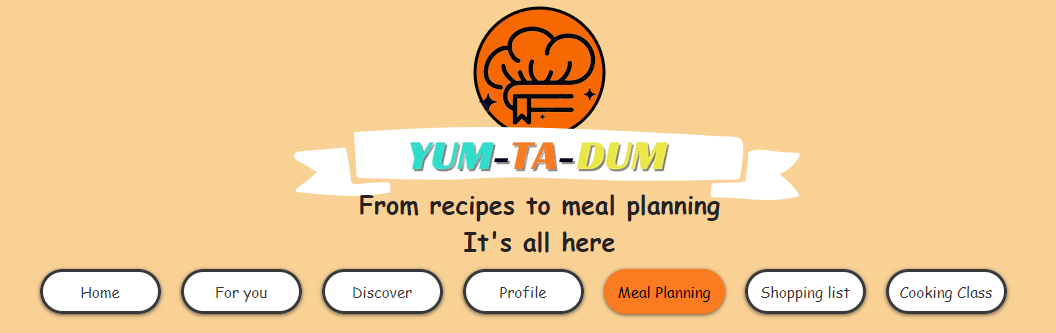 YUM-TA-DUM
From recipes to meal planning
It's all here
Home For you Discover Profile Meal Planning Shopping list Cooking Class